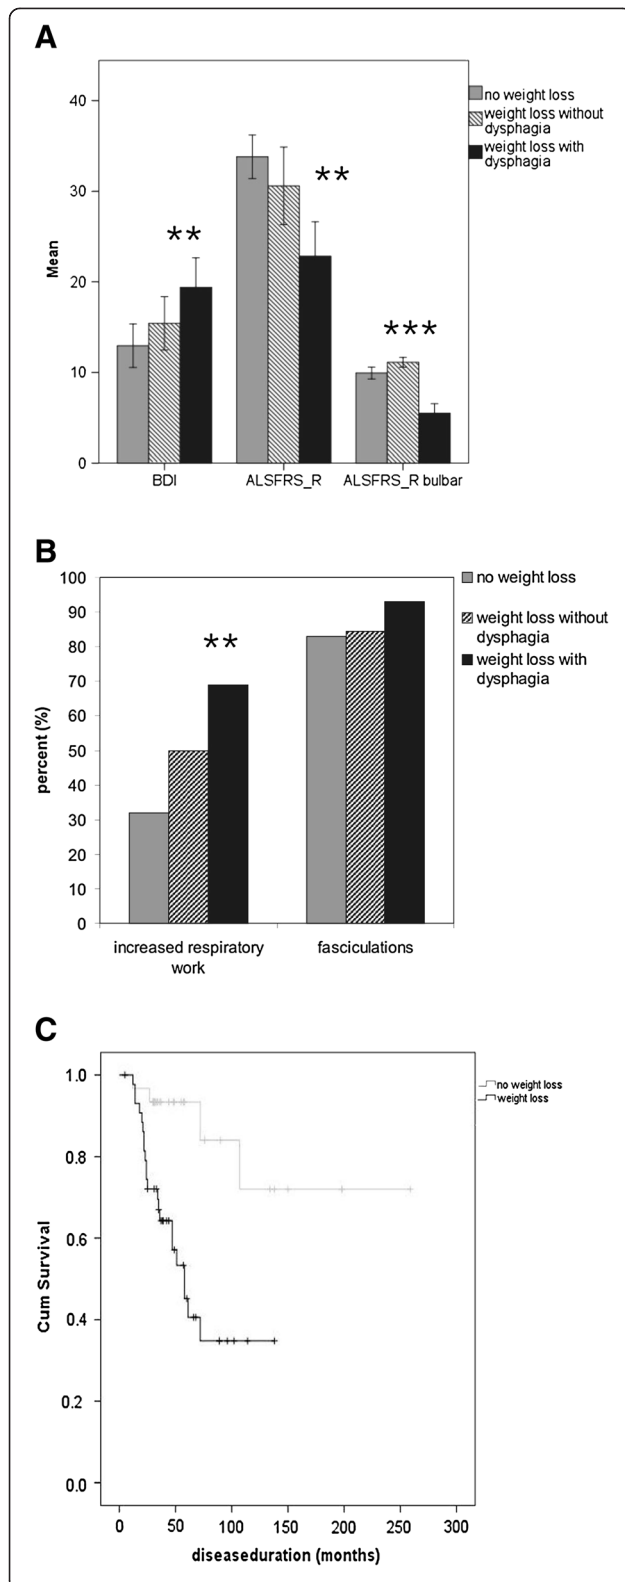 A
40
30
20
10
0
Mean
**
**
***
BDI
ALSFRS_R
ALSFRS_R bulbar
no weight loss
weight loss without
dysphagia
weight loss with
dysphagia
B
100
90
80
70
60
50
40
30
20
10
0
percent (%)
**
increased respiratory
work
fasciculations
no weight loss
weight loss without
dysphagia
weight loss with
dysphagia
C
1.0
0.8
0.6
0.4
0.2
0.0
Cum Survival
0 50 100 150 200 250 300
diseaseduration (months)
no weight loss
weight loss